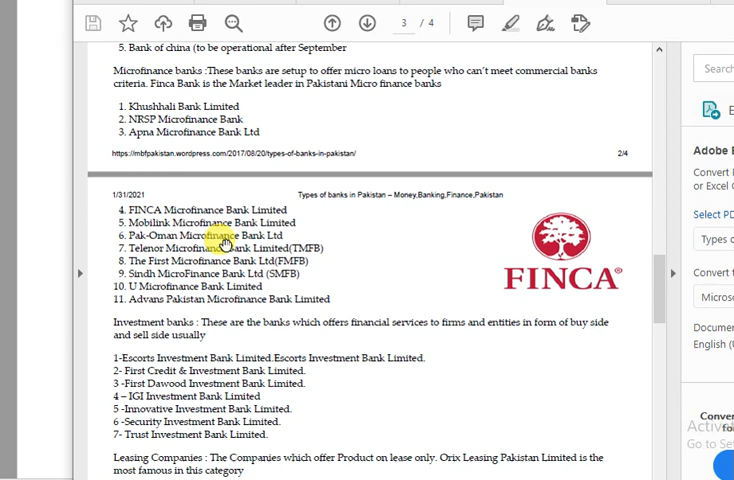 3 / 4
5. Bank of china (to be operational after September
Microfinance banks :These banks are setup to offer micro loans to people who can't meet commercial banks
criteria. Finca Bank is the Market leader in Pakistani Micro finance banks
1. Khushhali Bank Limited
2. NRSP Microfinance Bank
3. Apna Microfinance Bank Ltd
https://mbfpakistan.wordpress.com/2017/08/20/types-of-banks-in-pakistan/ 2/4
1/31/2021 Types of banks in Pakistan – Money,Banking,Finance,Pakistan
4. FINCA Microfinance Bank Limited
5. Mobilink Microfinance Bank Limited
6. Pak-Oman Microfinance Bank Ltd
7. Telenor Microfinance Bank Limited(TMFB)
8. The First Microfinance Bank Ltd(FMFB)
9. Sindh MicroFinance Bank Ltd (SMFB)
10. U Microfinance Bank Limited
11. Advans Pakistan Microfinance Bank Limited
FINCA®
Investment banks : These are the banks which offers financial services to firms and entities in form of buy side
and sell side usually
1-Escorts Investment Bank Limited.Escorts Investment Bank Limited.
2- First Credit & Investment Bank Limited.
3 -First Dawood Investment Bank Limited.
4 – IGI Investment Bank Limited
5 -Innovative Investment Bank Limited.
6 -Security Investment Bank Limited.
7- Trust Investment Bank Limited.
Leasing Companies : The Companies which offer Product on lease only. Orix Leasing Pakistan Limited is the
most famous in this category
Search
E
Adobe E
Convert
or Excel
Select PD
Types o
Convert t
Micros
Docume
English (U
Conver
Activ
fo
Go to Se